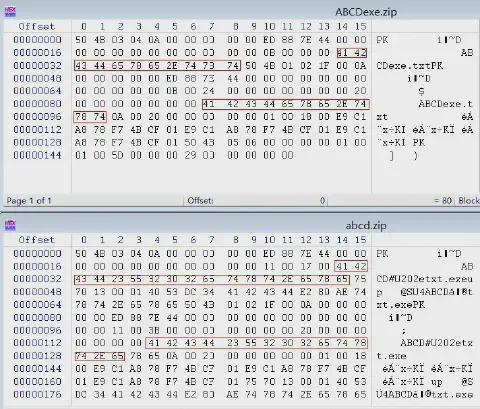 ABCDexe.zip
Offset 0 1 2 3 4 5 6 7 8 9 10 11 12 13 14 15
00000000 50 4B 03 04 0A 00 00 00 00 00 ED 88 7E 44 00 00 PK í~D
00000016 00 00 00 00 00 00 00 00 00 00 0B 00 00 00 41 42 AB
00000032 43 44 65 78 65 2E 74 78 74 50 4B 01 02 1F 00 0A CDexe.txtPK
00000048 00 00 00 00 00 ED 88 73 44 00 00 00 00 00 00 00 í~D
00000064 00 00 00 00 00 0B 00 24 00 00 00 00 00 00 00 20 $
00000080 00 00 00 00 00 00 00 41 42 43 44 65 78 65 2E 74 ABCDexe.t
00000096 78 74 0A 00 20 00 00 00 00 00 01 00 18 00 E9 C1 xt éÁ
00000112 A8 78 F7 4B CF 01 E9 C1 A8 78 F7 4B CF 01 E9 C1 ¨x÷KÏ éÁ¨x÷KÏ éÁ
00000128 A8 78 F7 4B CF 01 50 4B 05 06 00 00 00 00 01 00 ¨x÷KÏ PK
00000144 01 00 5D 00 00 00 29 00 00 00 00 00 ] )
Page 1 of 1 Offset: 0 = 80 Block
abcd.zip
Offset 0 1 2 3 4 5 6 7 8 9 10 11 12 13 14 15
00000000 50 4B 03 04 0A 00 00 00 00 00 ED 88 7E 44 00 00 PK í~D
00000016 00 00 00 00 00 00 00 00 00 00 11 00 17 00 41 42 AB
00000032 43 44 23 55 32 30 32 65 74 78 74 2E 65 78 65 75 CD#U202etxt.exeu
00000048 70 13 00 01 40 53 DC 34 41 42 43 44 E2 80 AE 74 p @SÜ4ABCDâ®t
00000064 78 74 2E 65 78 65 50 4B 01 02 1F 00 0A 00 00 00 xt.exePK
00000080 00 00 ED 88 7E 44 00 00 00 00 00 00 00 00 00 00 í~D
00000096 00 00 11 00 3B 00 00 00 00 00 00 00 20 00 00 00 ;
00000112 00 00 00 00 41 42 43 44 23 55 32 30 32 65 74 78 ABCD#U202etx
00000128 74 2E 65 78 65 0A 00 20 00 00 00 00 00 01 00 18 t.exe
00000144 00 E9 C1 A8 78 F7 4B CF 01 E9 C1 A8 78 F7 4B CF éÁ¨x÷KÏ éÁ¨x÷KÏ
00000160 01 E9 C1 A8 78 F7 4B CF 01 75 70 13 00 01 40 53 éÁ¨x÷KÏ up @S
00000176 DC 34 41 42 43 44 E2 80 AE 74 78 74 2E 65 78 65 Ü4ABCDâ®txt.exe